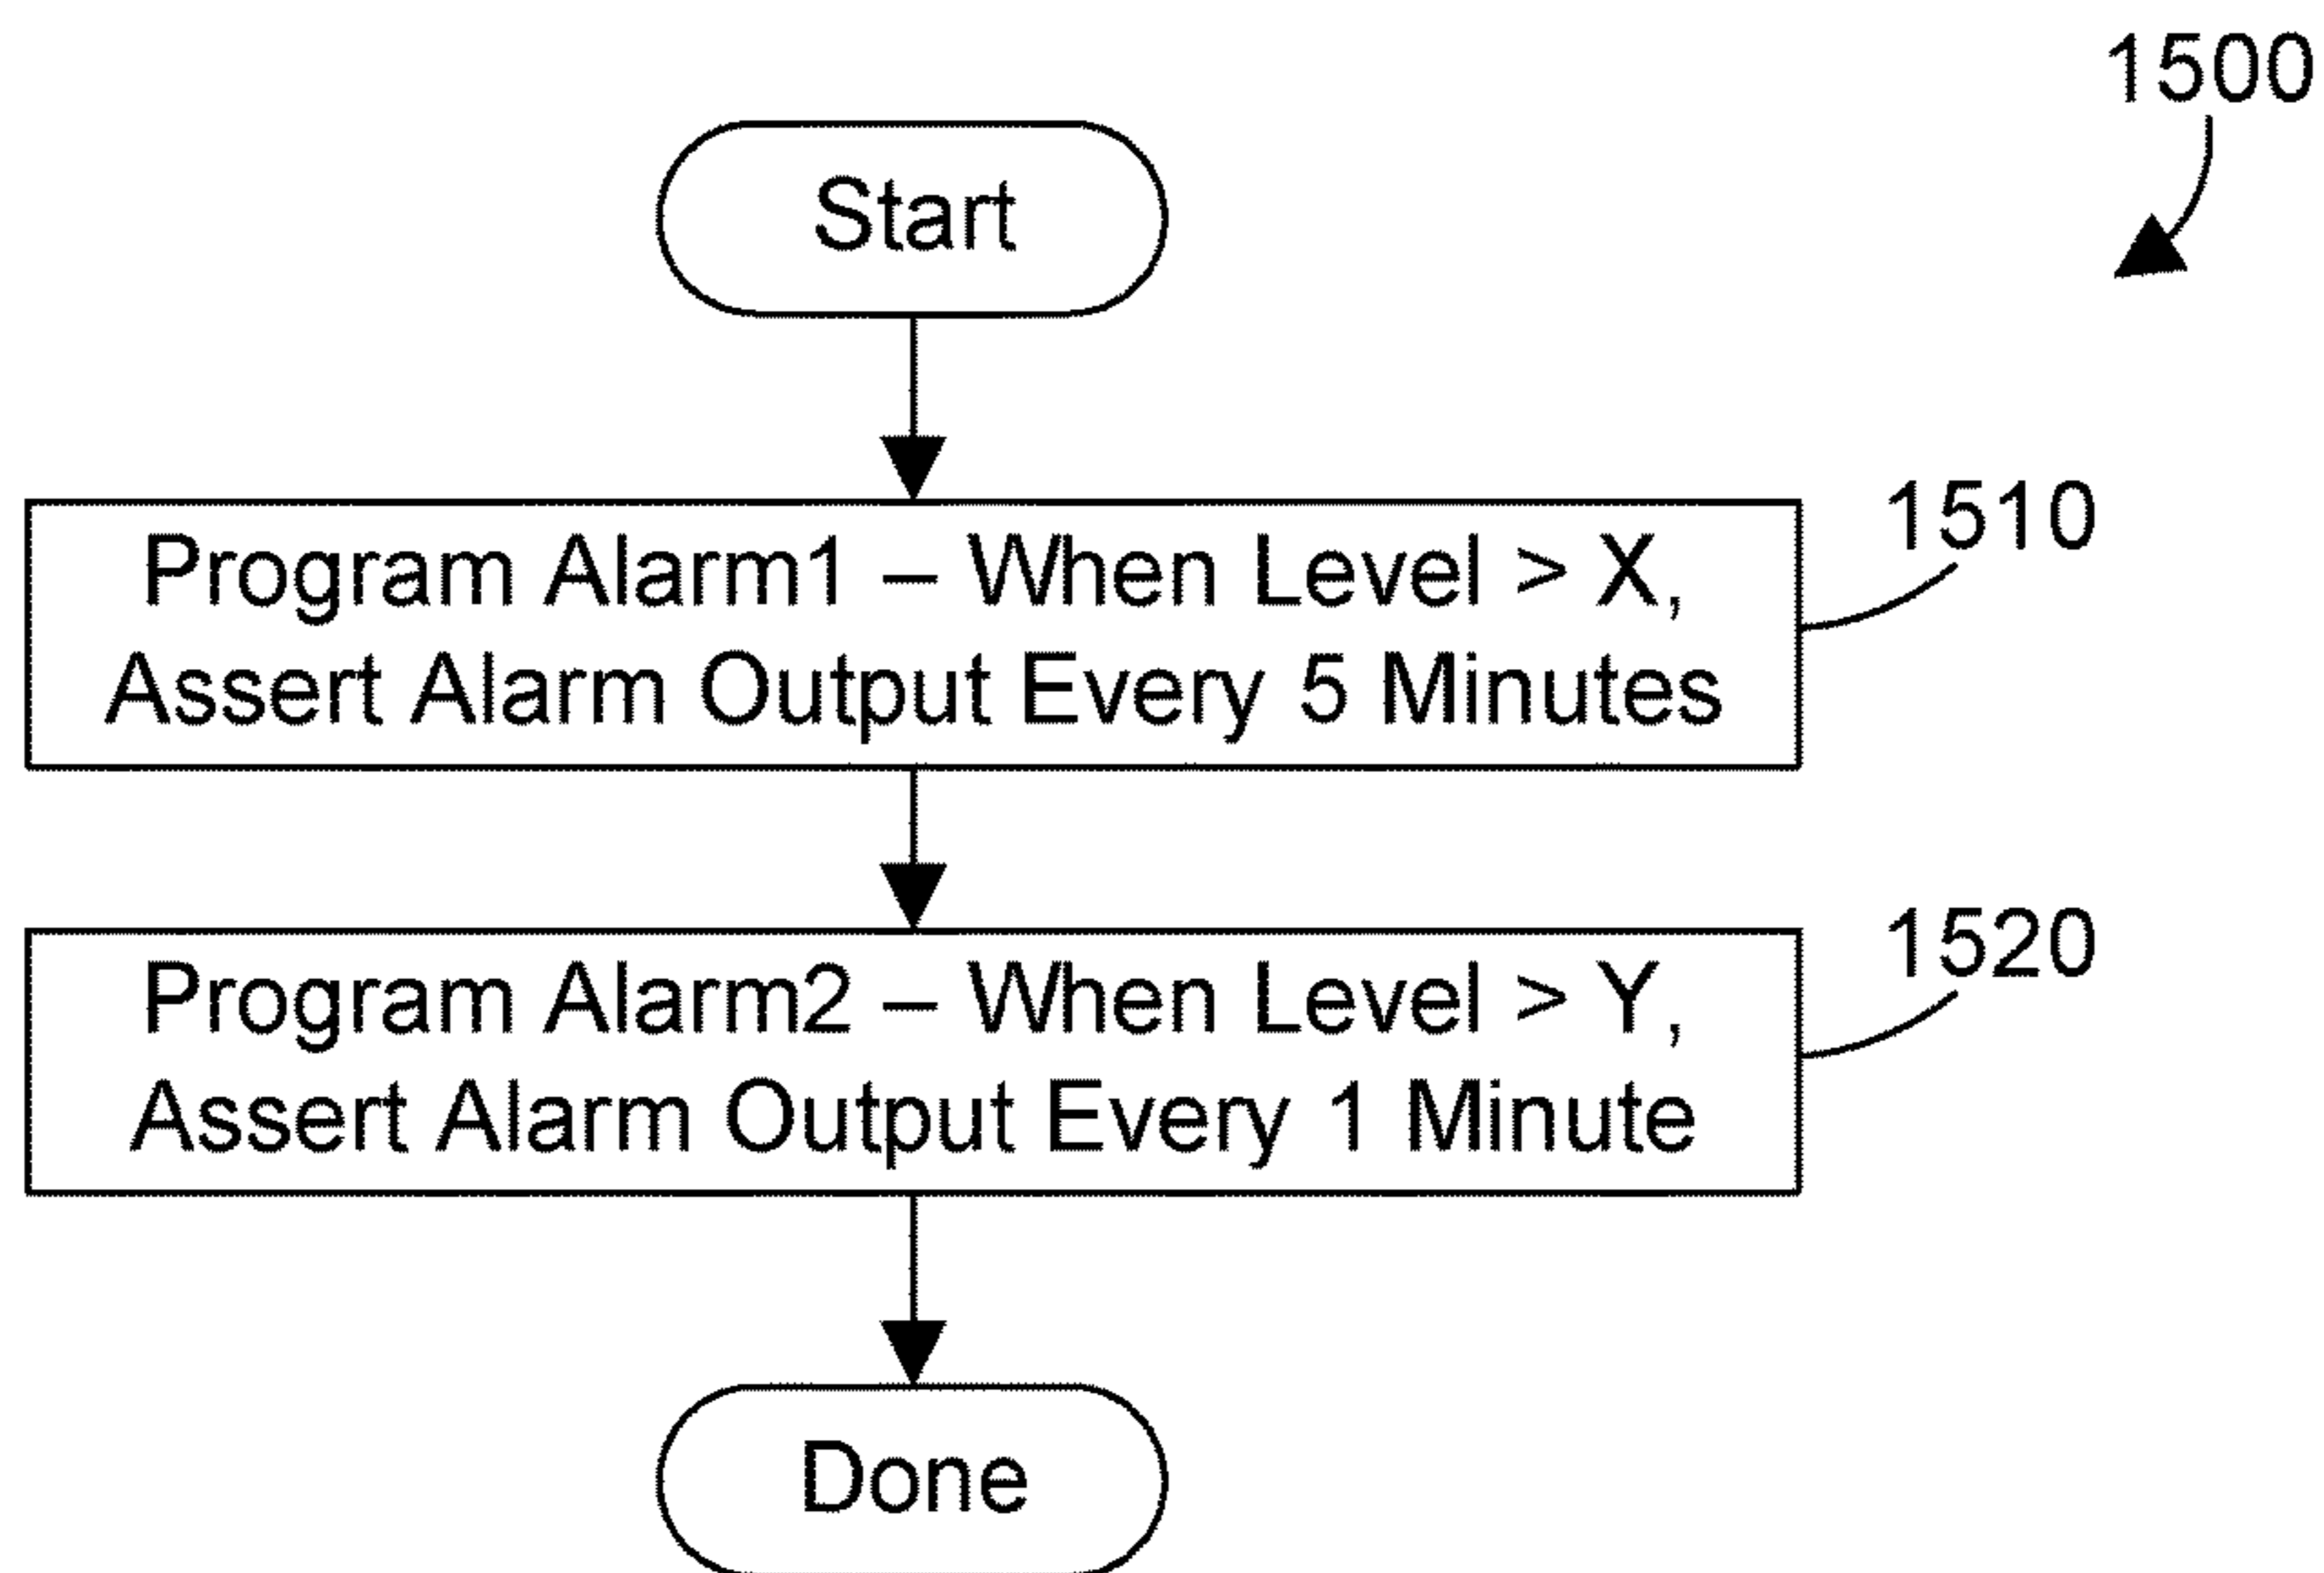 1500
Start
Program Alarm1 – When Level > X,
Assert Alarm Output Every 5 Minutes
1510
Program Alarm2 – When Level > Y,
Assert Alarm Output Every 1 Minute
1520
Done